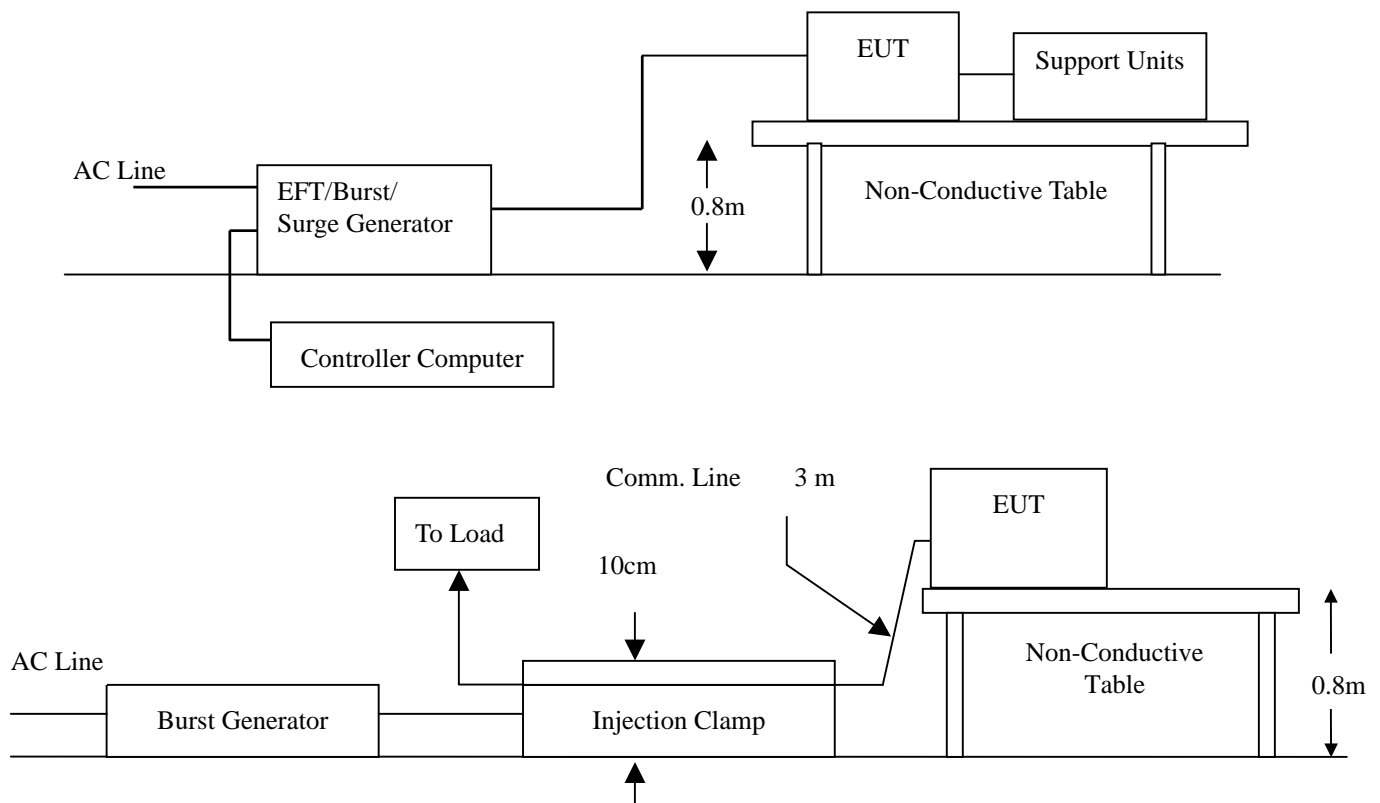 EUT
Support Units
AC Line
EFT/Burst/
Surge Generator
0.8m
Non-Conductive Table
Controller Computer
Comm. Line 3 m
EUT
To Load
10cm
AC Line
Non-Conductive
Table
0.8m
Burst Generator
Injection Clamp